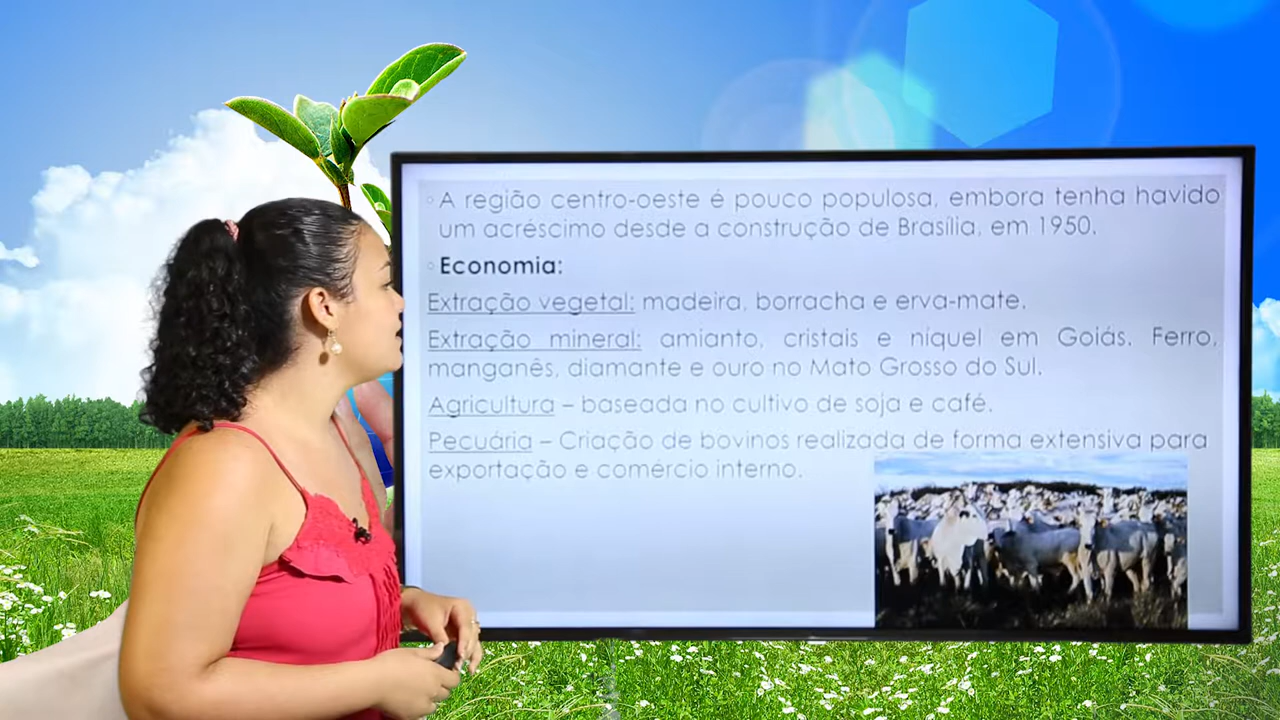 A região centro-oeste é pouco populosa, embora tenha havido
um acréscimo desde a construção de Brasília, em 1950.
Economia:
Extração vegetal: madeira, borracha e erva-mate.
Extração mineral: amianto, cristais e níquel em Goiás. Ferro,
manganês, diamante e ouro no Mato Grosso do Sul.
Agricultura – baseada no cultivo de soja e café.
Pecuária – Criação de bovinos realizada de forma extensiva para
exportação e comércio interno.